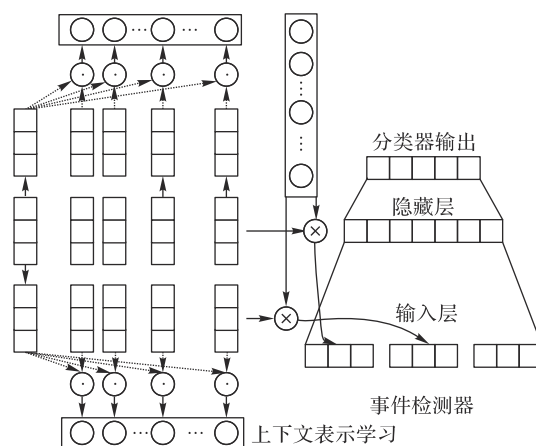 分类器输出
隐藏层
输入层
事件检测器
上下文表示学习